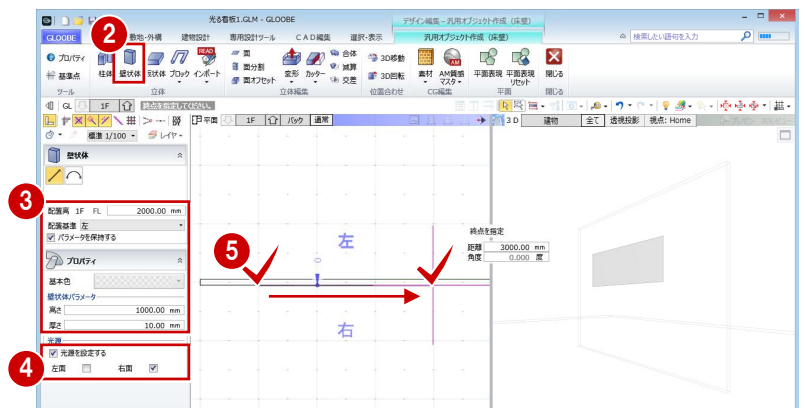 光る看板1.GLM - GLOOBE
デザイン編集 - 汎用オブジェクト作成 (床壁)
GLOOBE 敷地・外構 建物設計 専用設計ツール CAD編集 選択・表示 汎用オブジェクト作成 (床壁) 検索したい語句を入力
2
プロパティ
基準点
ツール
柱体 壁状体 床状体 ブロック インポート
READ
立体
面
面分割
面オフセット
変形 カッター
合体
減算
交差
立体編集
3D移動
3D回転
位置合わせ
素材 AM質感マスタ
AM
CG編集
平面表現 平面表現リセット
平面
閉じる
閉じる
GL 1F 始点を指定してください。
平面 1F バック 通常
3D 建物 全て 透視投影 視点: Home
標準 1/100 レイヤ
壁状体
3
配置高 1F FL 2000.00 mm
配置基準 左
パラメータを保持する
プロパティ
基本色
壁状体パラメータ
高さ 1000.00 mm
厚さ 10.00 mm
光源
4
光源を設定する
左面 右面
5
左
右
終点を指定
距離 3000.00 mm
角度 0.000 度